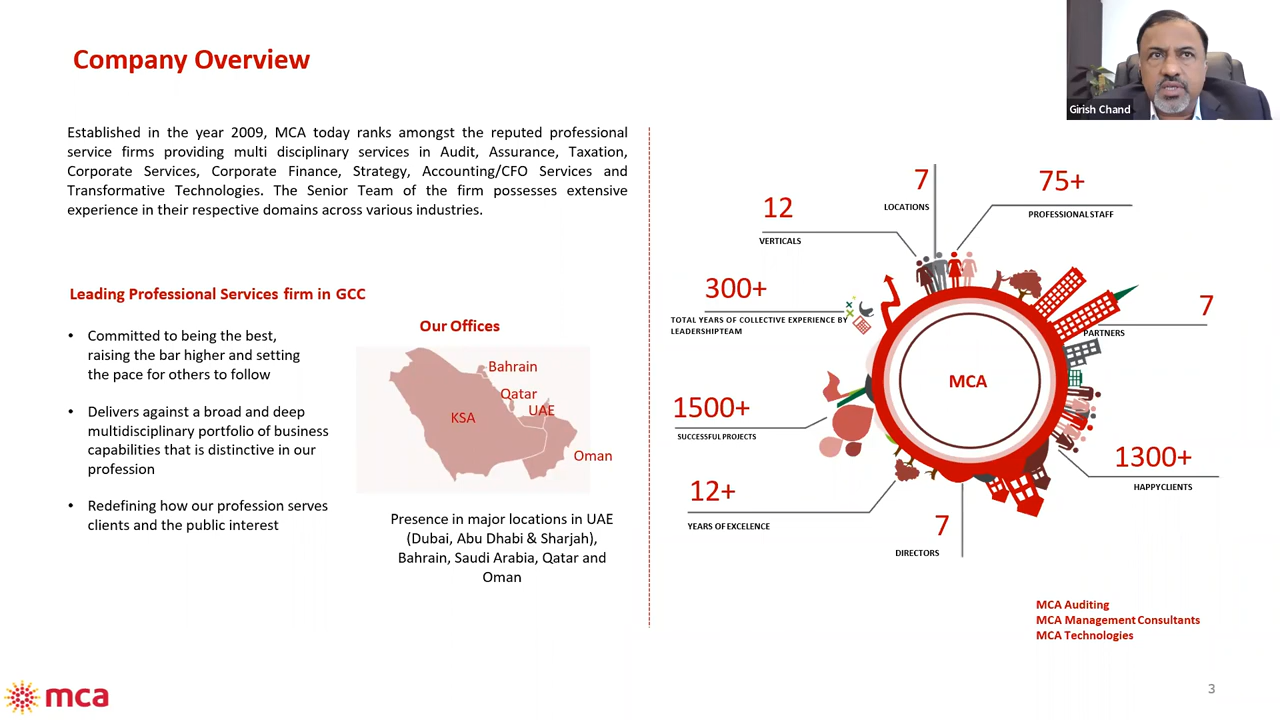 Company Overview
Girish Chand
Established in the year 2009, MCA today ranks amongst the reputed professional
service firms providing multi disciplinary services in Audit, Assurance, Taxation,
Corporate Services, Corporate Finance, Strategy, Accounting/CFO Services and
Transformative Technologies. The Senior Team of the firm possesses extensive
experience in their respective domains across various industries.
Leading Professional Services firm in GCC
• Committed to being the best,
raising the bar higher and setting
the pace for others to follow
• Delivers against a broad and deep
multidisciplinary portfolio of business
capabilities that is distinctive in our
profession
• Redefining how our profession serves
clients and the public interest
Our Offices
Bahrain
Qatar
UAE
KSA
Oman
Presence in major locations in UAE
(Dubai, Abu Dhabi & Sharjah),
Bahrain, Saudi Arabia, Qatar and
Oman
7
LOCATIONS
75+
PROFESSIONAL STAFF
12
VERTICALS
300+
TOTAL YEARS OF COLLECTIVE EXPERIENCE BY
LEADERSHIP TEAM
7
PARTNERS
MCA
1500+
SUCCESSFUL PROJECTS
1300+
HAPPY CLIENTS
12+
YEARS OF EXCELENCE
7
DIRECTORS
MCA Auditing
MCA Management Consultants
MCA Technologies
mca
3